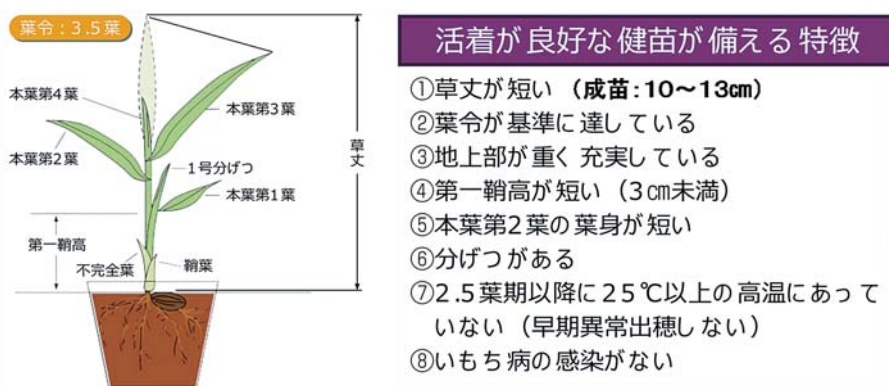 葉令:3.5葉
本葉第4葉
本葉第3葉
本葉第2葉
1号分げつ
本葉第1葉
草丈
第一鞘高
不完全葉
鞘葉
活着が良好な健苗が備える特徴
①草丈が短い(成苗:10~13㎝)
②葉令が基準に達している
③地上部が重く充実している
④第一鞘高が短い(3㎝未満)
⑤本葉第2葉の葉身が短い
⑥分げつがある
⑦2.5葉期以降に25℃以上の高温にあって
いない(早期異常出穂しない)
⑧いもち病の感染がない